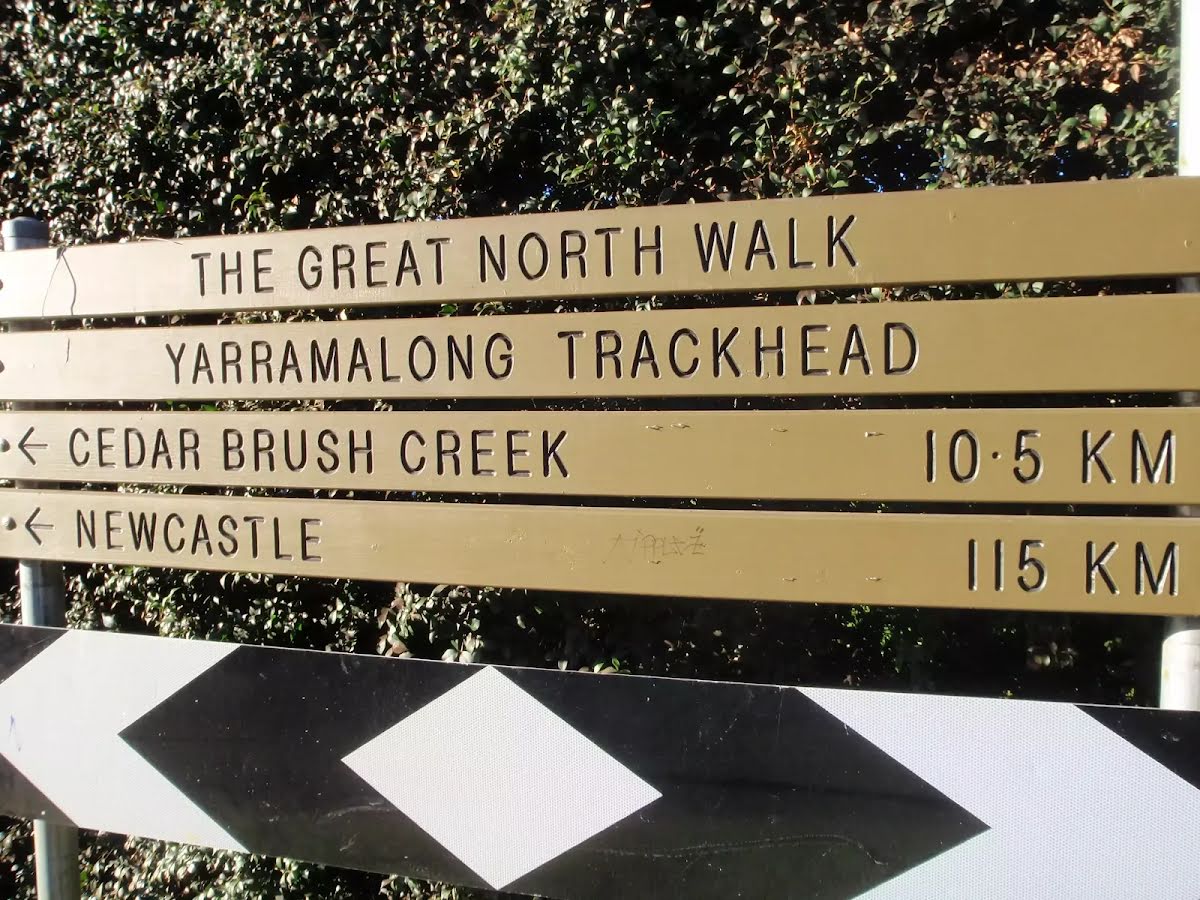 THE GREAT NORTH WALK
YARRAMALONG TRACKHEAD
← CEDAR BRUSH CREEK 10·5 KM
← NEWCASTLE 115 KM